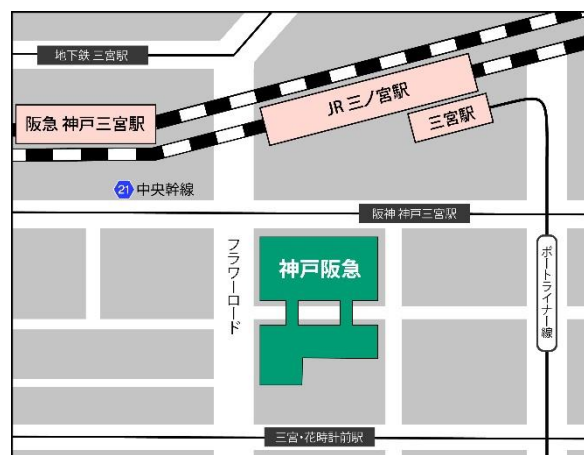 地下鉄 三宮駅
JR 三ノ宮駅
阪急 神戸三宮駅
三宮駅
21 中央幹線
阪神 神戸三宮駅
フラワーロード
神戸阪急
ポートライナー線
三宮・花時計前駅